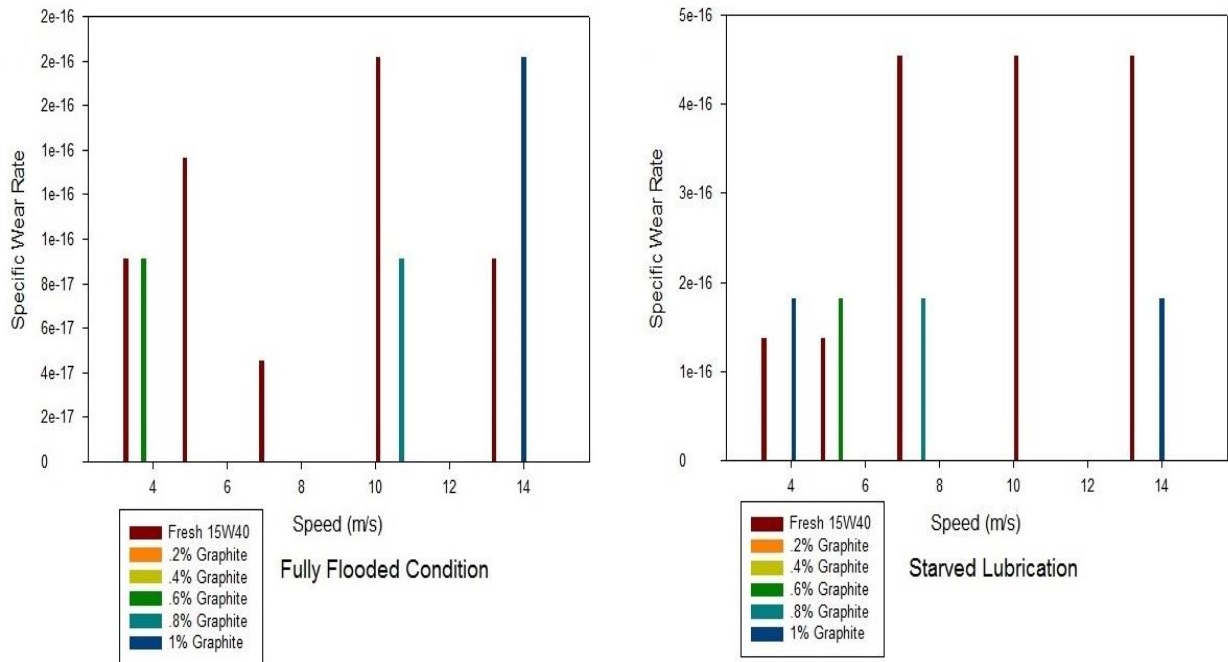 2e-16
2e-16
2e-16
1e-16
1e-16
1e-16
8e-17
6e-17
4e-17
2e-17
0
Specific Wear Rate
4 6 8 10 12 14
Speed (m/s)
Fresh 15W40
.2% Graphite
.4% Graphite
.6% Graphite
.8% Graphite
1% Graphite
Fully Flooded Condition
5e-16
4e-16
3e-16
2e-16
1e-16
0
Specific Wear Rate
4 6 8 10 12 14
Speed (m/s)
Fresh 15W40
.2% Graphite
.4% Graphite
.6% Graphite
.8% Graphite
1% Graphite
Starved Lubrication